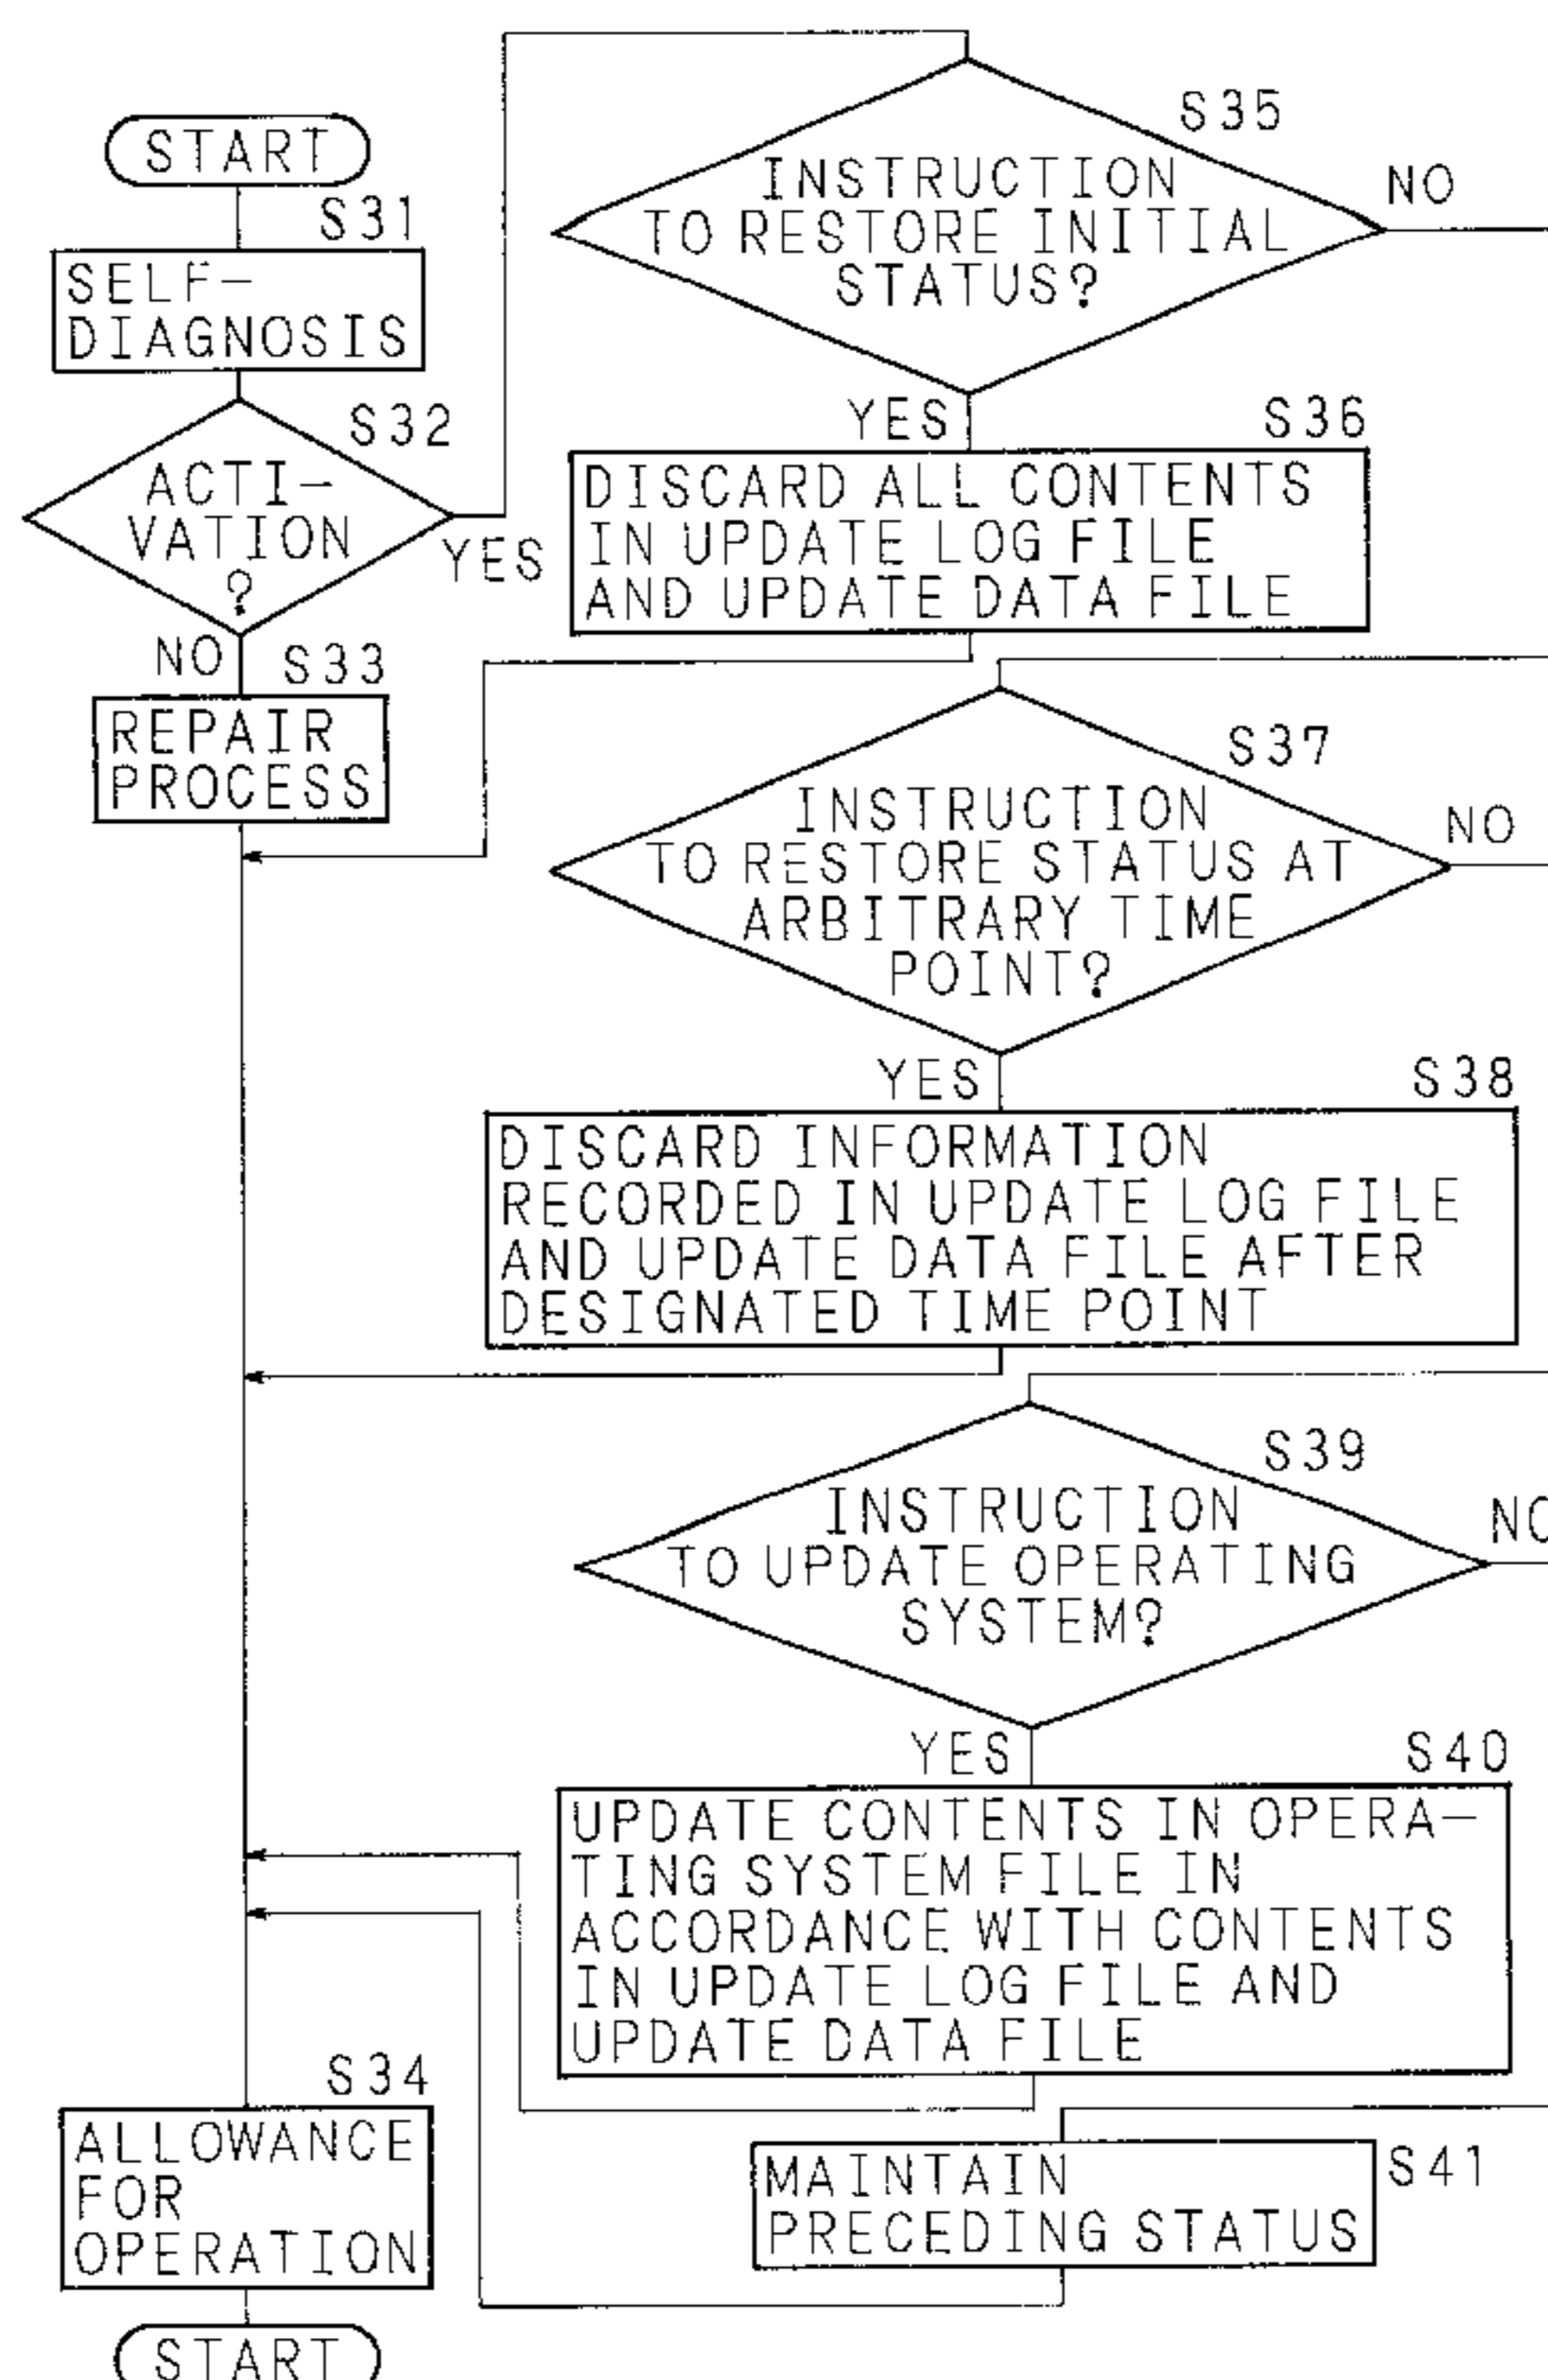 START
S31
SELF-
DIAGNOSIS
S32
ACTI-
VATION
?
YES
NO
S33
REPAIR
PROCESS
S35
INSTRUCTION
TO RESTORE INITIAL
STATUS?
NO
YES
S36
DISCARD ALL CONTENTS
IN UPDATE LOG FILE
AND UPDATE DATA FILE
S37
INSTRUCTION
TO RESTORE STATUS AT
ARBITRARY TIME
POINT?
NO
YES
S38
DISCARD INFORMATION
RECORDED IN UPDATE LOG FILE
AND UPDATE DATA FILE AFTER
DESIGNATED TIME POINT
S39
INSTRUCTION
TO UPDATE OPERATING
SYSTEM?
NO
YES
S40
UPDATE CONTENTS IN OPERA-
TING SYSTEM FILE IN
ACCORDANCE WITH CONTENTS
IN UPDATE LOG FILE AND
UPDATE DATA FILE
S41
MAINTAIN
PRECEDING STATUS
S34
ALLOWANCE
FOR
OPERATION
START